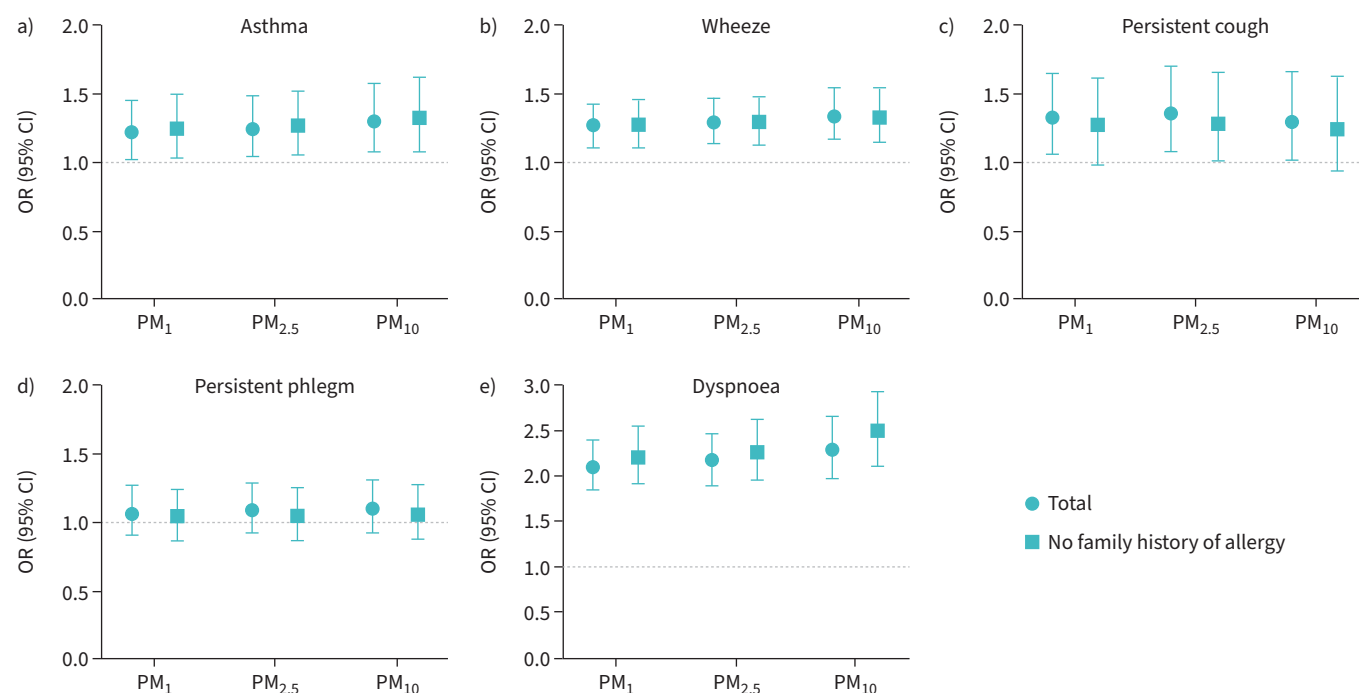 a)
Asthma
OR (95% CI)
2.0
1.5
1.0
0.5
0.0
PM1
PM2.5
PM10
b)
Wheeze
OR (95% CI)
2.0
1.5
1.0
0.5
0.0
PM1
PM2.5
PM10
c)
Persistent cough
OR (95% CI)
2.0
1.5
1.0
0.5
0.0
PM1
PM2.5
PM10
d)
Persistent phlegm
OR (95% CI)
2.0
1.5
1.0
0.5
0.0
PM1
PM2.5
PM10
e)
Dyspnoea
OR (95% CI)
3.0
2.5
2.0
1.5
1.0
0.5
0.0
PM1
PM2.5
PM10
Total
No family history of allergy